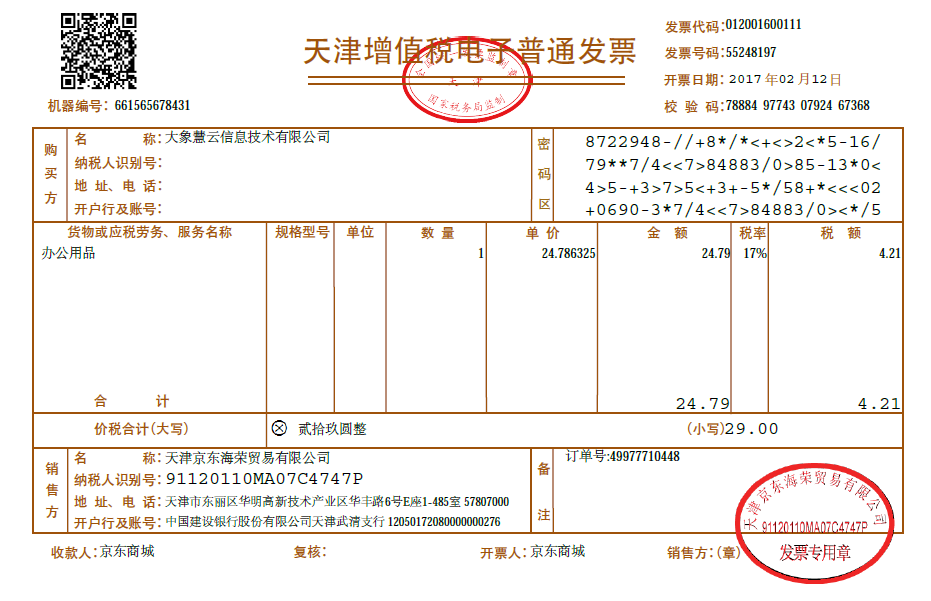 天津增值税电子普通发票
全国统一发票监制章
天 津
国家税务局监制
发票代码:012001600111
发票号码:55248197
开票日期: 2017 年02 月12日
机器编号: 661565678431
校 验 码:78884 97743 07924 67368
购买方
名 称:大象慧云信息技术有限公司
纳税人识别号:
地 址、电 话:
开户行及账号:
密码区
8722948-//+8*/*<+<>2<*5-16/
79**7/4<<7>84883/0>85-13*0<
4>5-+3>7>5<+3+-5*/58+*<<<02
+0690-3*7/4<<7>84883/0><*/5
货物或应税劳务、服务名称 规格型号 单位 数 量 单 价 金 额 税率 税 额
办公用品 1 24.786325 24.79 17% 4.21
合 计 24.79 4.21
价税合计(大写) ⊗ 贰拾玖圆整 (小写)29.00
销售方
名 称:天津京东海荣贸易有限公司
纳税人识别号:91120110MA07C4747P
地 址、电 话:天津市东丽区华明高新技术产业区华丰路6号E座1-485室 57807000
开户行及账号:中国建设银行股份有限公司天津武清支行 12050172080000000276
备注
订单号:49977710448
天津京东海荣贸易有限公司
91120110MA07C4747P
发票专用章
收款人:京东商城 复核: 开票人:京东商城 销售方:(章)